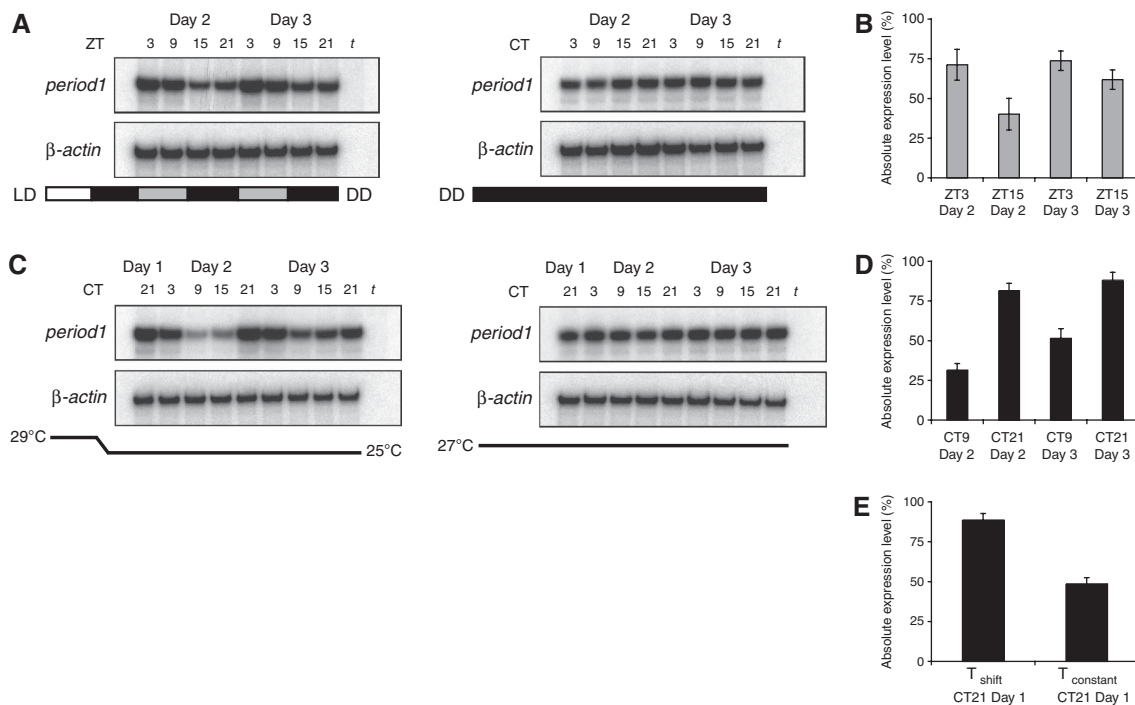 A
Day 2 Day 3
ZT 3 9 15 21 3 9 15 21 t
period1
β-actin
LD DD
Day 2 Day 3
CT 3 9 15 21 3 9 15 21 t
period1
β-actin
DD
B
Absolute expression level (%)
100
75
50
25
0
ZT3 ZT15 ZT3 ZT15
Day 2 Day 2 Day 3 Day 3
C
Day 1 Day 2 Day 3
CT 21 3 9 15 21 3 9 15 21 t
period1
β-actin
29°C 25°C
Day 1 Day 2 Day 3
CT 21 3 9 15 21 3 9 15 21 t
period1
β-actin
27°C
D
Absolute expression level (%)
100
75
50
25
0
CT9 CT21 CT9 CT21
Day 2 Day 2 Day 3 Day 3
E
Absolute expression level (%)
100
75
50
25
0
T shift T constant
CT21 Day 1 CT21 Day 1